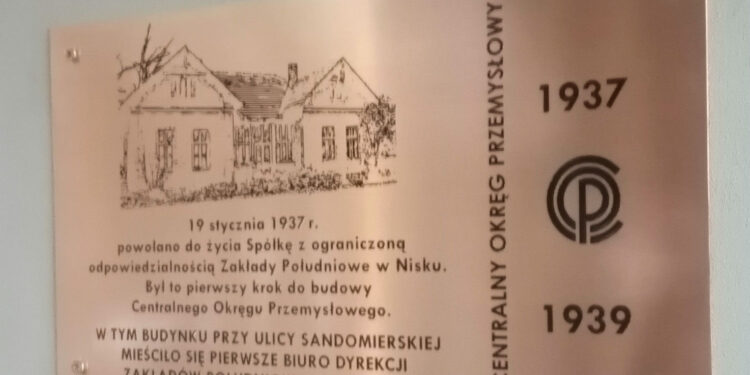 19 stycznia 1937 r.
powołano do życia Spółkę z ograniczoną
odpowiedzialnością Zakłady Południowe w Nisku.
Był to pierwszy krok do budowy
Centralnego Okręgu Przemysłowego.
W TYM BUDYNKU PRZY ULICY SANDOMIERSKIEJ
MIEŚCIŁO SIĘ PIERWSZE BIURO DYREKCJI
CENTRALNY OKRĘG PRZEMYSŁOWY
1937
COP
1939